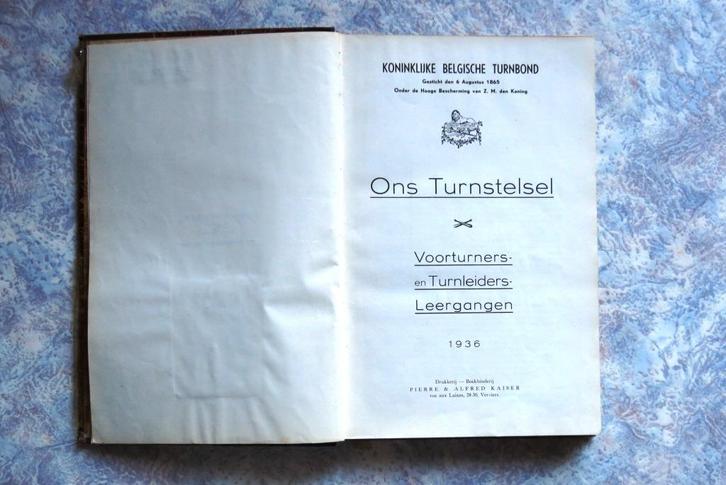 KONINKLIJKE BELGISCHE TURNBOND
Gesticht den 6 Augustus 1865
Onder de Hooge Bescherming van Z. M. den Koning
Ons Turnstelsel
Voorturners-
en Turnleiders-
Leergangen
1936
Drukkerij — Boekbinderij
PIERRE & ALFRED KAISER
rue aux Laines, 28-30, Verviers.